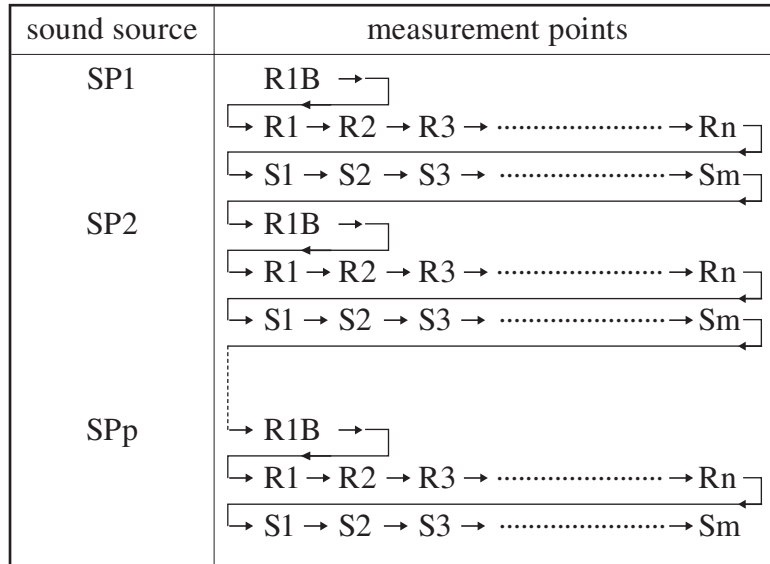 sound source measurement points
SP1 R1B →
→ R1 → R2 → R3 → ........................ → Rn
→ S1 → S2 → S3 → ........................ → Sm
SP2 → R1B →
→ R1 → R2 → R3 → ........................ → Rn
→ S1 → S2 → S3 → ........................ → Sm
SPp → R1B →
→ R1 → R2 → R3 → ........................ → Rn
→ S1 → S2 → S3 → ........................ → Sm